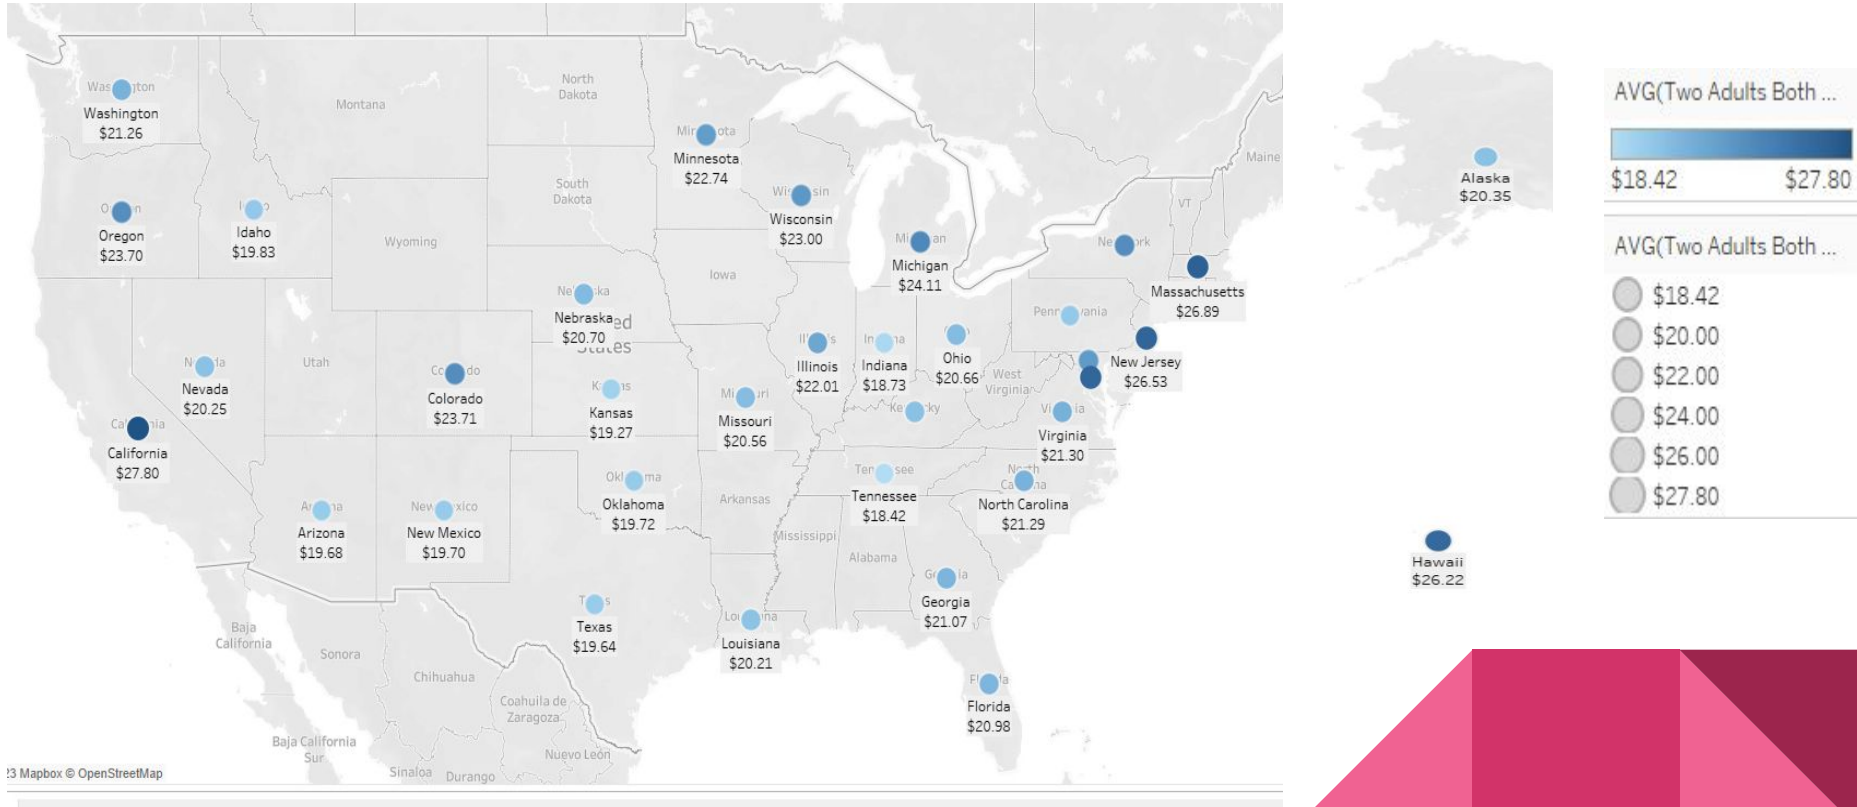 Washington
$21.26
Montana
North
Dakota
Minnesota
$22.74
Maine
Oregon
$23.70
Idaho
$19.83
South
Dakota
Wisconsin
$23.00
VT
Wyoming
Michigan
$24.11
Iowa
Massachusetts
$26.89
Nebraska
$20.70
ed
States
Nevada
$20.25
Utah
Colorado
$23.71
Kansas
$19.27
Missouri
$20.56
Illinois
$22.01
Indiana
$18.73
Ohio
$20.66
West
Virginia
New Jersey
$26.53
California
$27.80
Virginia
$21.30
Arizona
$19.68
New Mexico
$19.70
Oklahoma
$19.72
Arkansas
Tennessee
$18.42
North Carolina
$21.29
Mississippi
Alabama
Georgia
$21.07
Texas
$19.64
Louisiana
$20.21
Florida
$20.98
Baja
California
Sonora
Chihuahua
Coahuila de
Zaragoza
Baja California
Sur
Sinaloa
Durango
Nuevo León
23 Mapbox © OpenStreetMap
Alaska
$20.35
Hawaii
$26.22
AVG(Two Adults Both ...
$18.42 $27.80
AVG(Two Adults Both ...
$18.42
$20.00
$22.00
$24.00
$26.00
$27.80